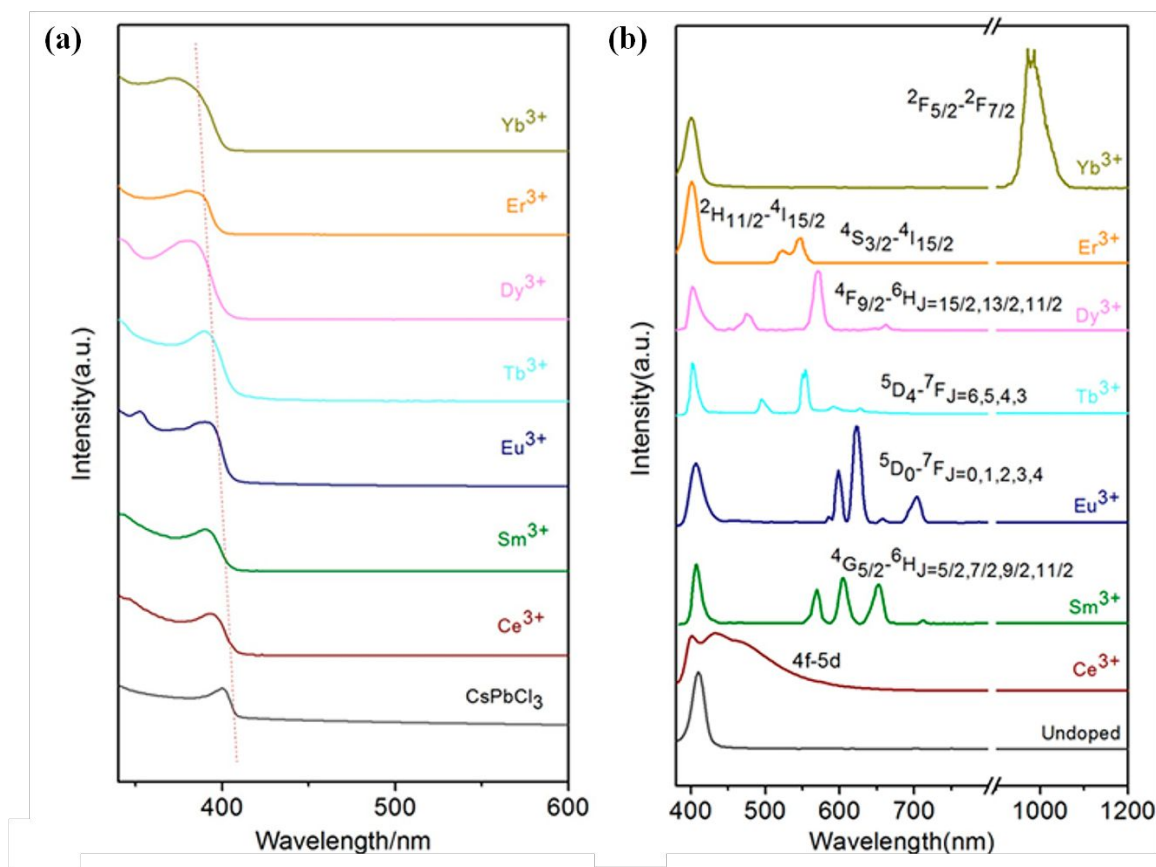 (a)
Yb3+
Er3+
Dy3+
Tb3+
Eu3+
Sm3+
Ce3+
CsPbCl3
Intensity(a.u.)
400
500
600
Wavelength/nm
(b)
2F5/2-2F7/2
Yb3+
2H11/2-4I15/2
4S3/2-4I15/2
Er3+
4F9/2-6HJ=15/2,13/2,11/2
Dy3+
5D4-7FJ=6,5,4,3
Tb3+
5D0-7FJ=0,1,2,3,4
Eu3+
4G5/2-6HJ=5/2,7/2,9/2,11/2
Sm3+
4f-5d
Ce3+
Undoped
Intensity(a.u.)
400
500
600
700
1000
1200
Wavelength(nm)